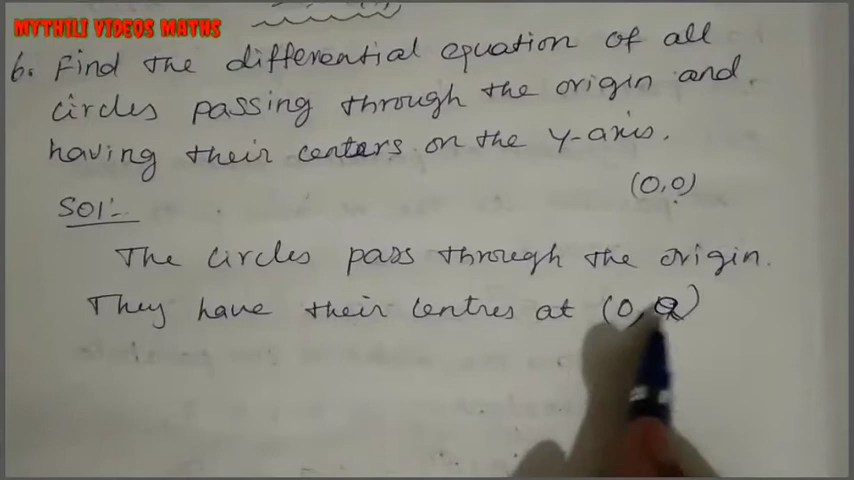 MYTHILI VIDEOS MATHS
6. Find the differential equation of all
circles passing through the origin and
having their centers on the Y-axis.
(0,0)
Sol:-
The circles pass through the origin.
They have their centres at (0,a)